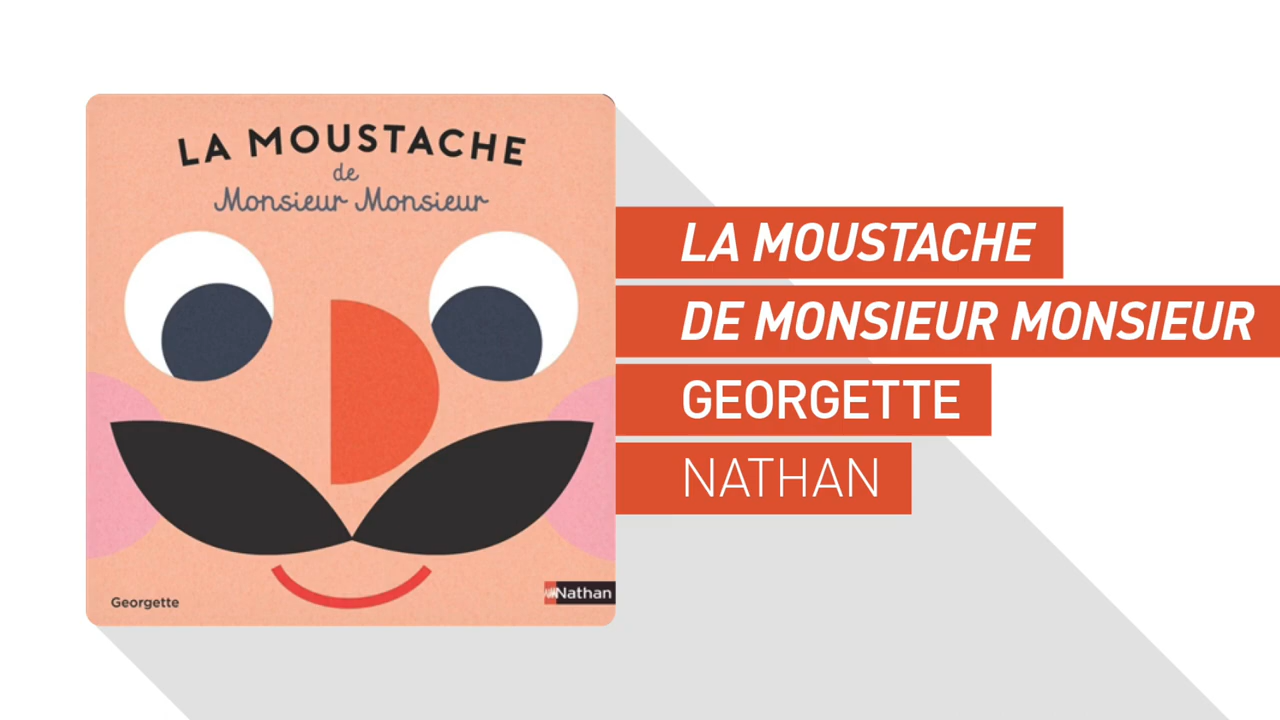 LA MOUSTACHE
de
Monsieur Monsieur
Georgette
Nathan
LA MOUSTACHE
DE MONSIEUR MONSIEUR
GEORGETTE
NATHAN